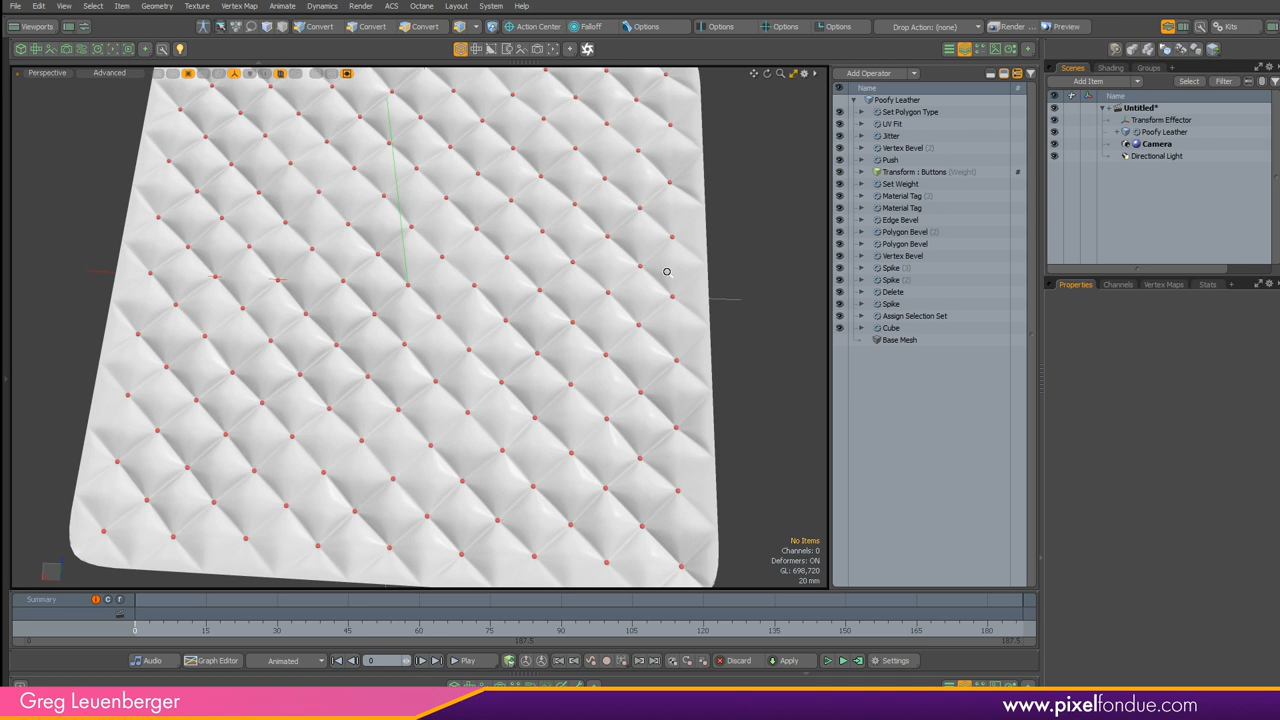 File Edit View Select Item Geometry Texture Vertex Map Animate Dynamics Render ACS Octane Layout System Help
Viewports Convert Convert Convert Action Center Falloff Options Options Options Options Drop Action: (none) Render ... Preview Kits
Perspective Advanced
Add Operator
Name #
Poofy Leather
Set Polygon Type
UV Fit
Jitter
Vertex Bevel (2)
Push
Transform : Buttons (Weight) #
Set Weight
Material Tag (2)
Material Tag
Edge Bevel
Polygon Bevel (2)
Polygon Bevel
Vertex Bevel
Spike (3)
Spike (2)
Delete
Spike
Assign Selection Set
Cube
Base Mesh
Scenes Shading Groups +
Add Item Select Filter
Name
Untitled*
Transform Effector
Poofy Leather
Camera
Directional Light
Properties Channels Vertex Maps Stats +
No Items
Channels: 0
Deformers: ON
GL: 698,720
20 mm
Summary
0 15 30 45 60 75 90 105 120 135 150 165 180
0 187.5 187.5
Audio Graph Editor Animated 0 Play Discard Apply Settings
Greg Leuenberger
www.pixelfondue.com